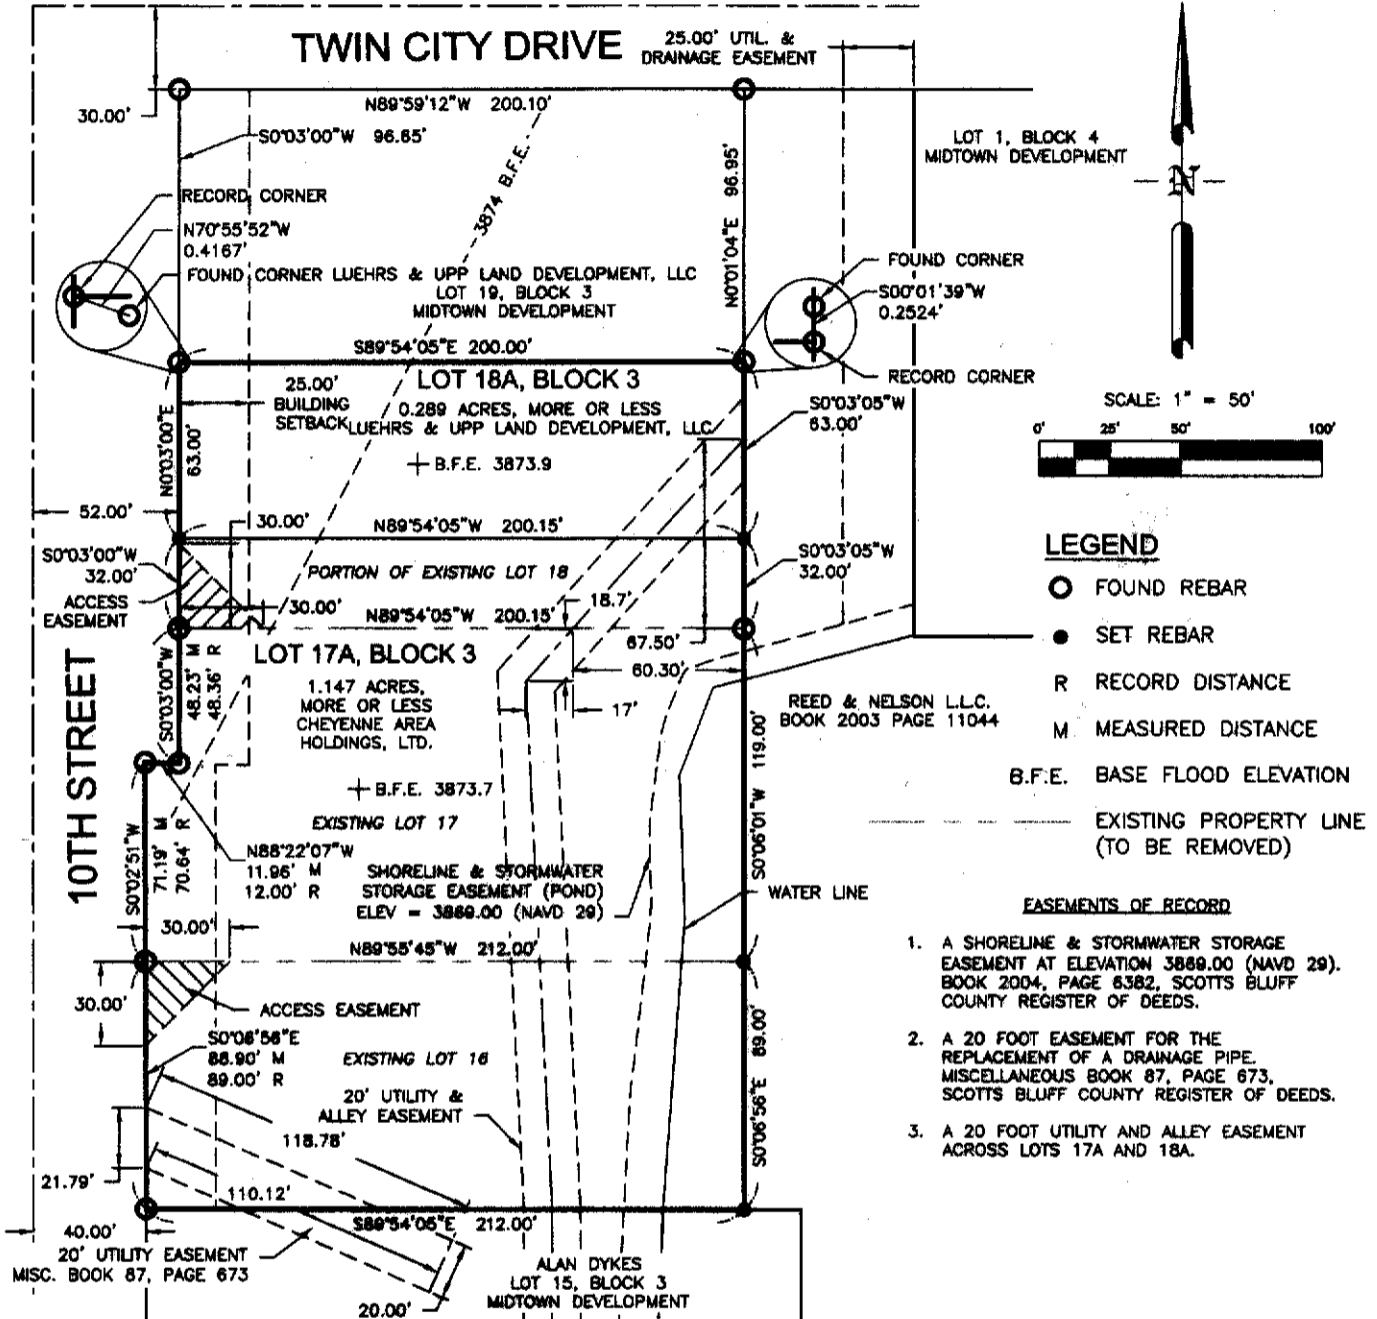 TWIN CITY DRIVE
25.00' UTIL. &
DRAINAGE EASEMENT
30.00'
N89°59'12"W 200.10'
S0°03'00"W 96.65'
LOT 1, BLOCK 4
MIDTOWN DEVELOPMENT
N
3874 B.F.E.
N0°01'04"E 96.95'
RECORD CORNER
N70°55'52"W
0.4167'
FOUND CORNER
LUEHRS & UPP LAND DEVELOPMENT, LLC
LOT 19, BLOCK 3
MIDTOWN DEVELOPMENT
FOUND CORNER
S00°01'39"W
0.2524'
RECORD CORNER
S89°54'05"E 200.00'
LOT 18A, BLOCK 3
25.00'
BUILDING
SETBACK
0.289 ACRES, MORE OR LESS
LUEHRS & UPP LAND DEVELOPMENT, LLC
B.F.E. 3873.9
N0°03'00"E
63.00'
S0°03'05"W
63.00'
SCALE: 1" = 50'
0' 25' 50' 100'
52.00'
30.00'
N89°54'05"W 200.15'
S0°03'00"W
32.00'
ACCESS
EASEMENT
PORTION OF EXISTING LOT 18
30.00'
N89°54'05"W 200.15'
18.7'
S0°03'05"W
32.00'
67.50'
60.30'
17'
LEGEND
FOUND REBAR
SET REBAR
R RECORD DISTANCE
M MEASURED DISTANCE
B.F.E. BASE FLOOD ELEVATION
EXISTING PROPERTY LINE
(TO BE REMOVED)
10TH STREET
S0°03'00"W
48.23' M
48.36' R
LOT 17A, BLOCK 3
1.147 ACRES,
MORE OR LESS
CHEYENNE AREA
HOLDINGS, LTD.
REED & NELSON L.L.C.
BOOK 2003 PAGE 11044
B.F.E. 3873.7
EXISTING LOT 17
S0°02'51"W
71.19' M
70.64' R
N88°22'07"W
11.96' M
12.00' R
SHORELINE & STORMWATER
STORAGE EASEMENT (POND)
ELEV = 3869.00 (NAVD 29)
S0°06'01"W 119.00'
WATER LINE
30.00'
N89°55'45"W 212.00'
30.00'
ACCESS EASEMENT
S0°06'56"E
88.90' M
89.00' R
EXISTING LOT 16
20' UTILITY &
ALLEY EASEMENT
S0°06'56"E 89.00'
118.78'
21.79'
110.12'
S89°54'05"E 212.00'
40.00'
20' UTILITY EASEMENT
MISC. BOOK 87, PAGE 673
20.00'
ALAN DYKES
LOT 15, BLOCK 3
MIDTOWN DEVELOPMENT
EASEMENTS OF RECORD
1. A SHORELINE & STORMWATER STORAGE
EASEMENT AT ELEVATION 3869.00 (NAVD 29).
BOOK 2004, PAGE 6382, SCOTTS BLUFF
COUNTY REGISTER OF DEEDS.
2. A 20 FOOT EASEMENT FOR THE
REPLACEMENT OF A DRAINAGE PIPE.
MISCELLANEOUS BOOK 87, PAGE 673,
SCOTTS BLUFF COUNTY REGISTER OF DEEDS.
3. A 20 FOOT UTILITY AND ALLEY EASEMENT
ACROSS LOTS 17A AND 18A.